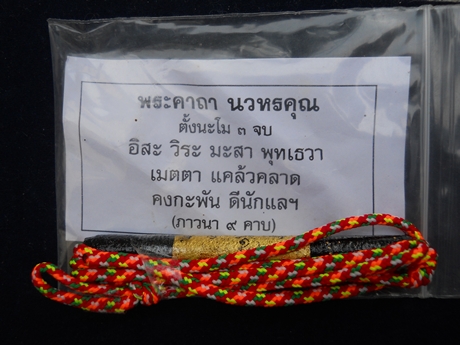 พระคาถา นวหรคุณ
ตั้งนะโม ๓ จบ
อิสะ วิระ มะสา พุทเธวา
เมตตา แคล้วคลาด
คงกะพัน ดีนักแลฯ
(ภาวนา ๙ คาบ)